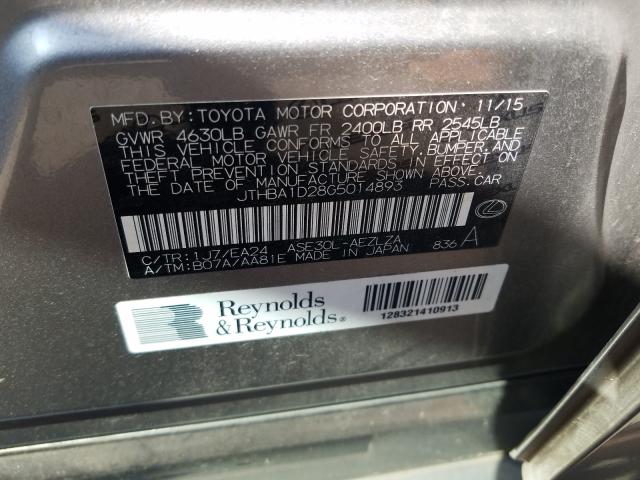 MFD. BY: TOYOTA MOTOR CORPORATION 11/15
GVWR 4630LB GAWR FR 2400LB RR 2545LB
THIS VEHICLE CONFORMS TO ALL APPLICABLE
FEDERAL MOTOR VEHICLE SAFETY, BUMPER, AND
THEFT PREVENTION STANDARDS IN EFFECT ON THE
DATE OF MANUFACTURE SHOWN ABOVE.
JTHBA1D28G5014893 PASS. CAR
C/TR: 1J7/EA24 ASE30L-AEZLZA 836 A
A/TM: B07A/AA81E MADE IN JAPAN
Reynolds
&Reynolds®
128321410913